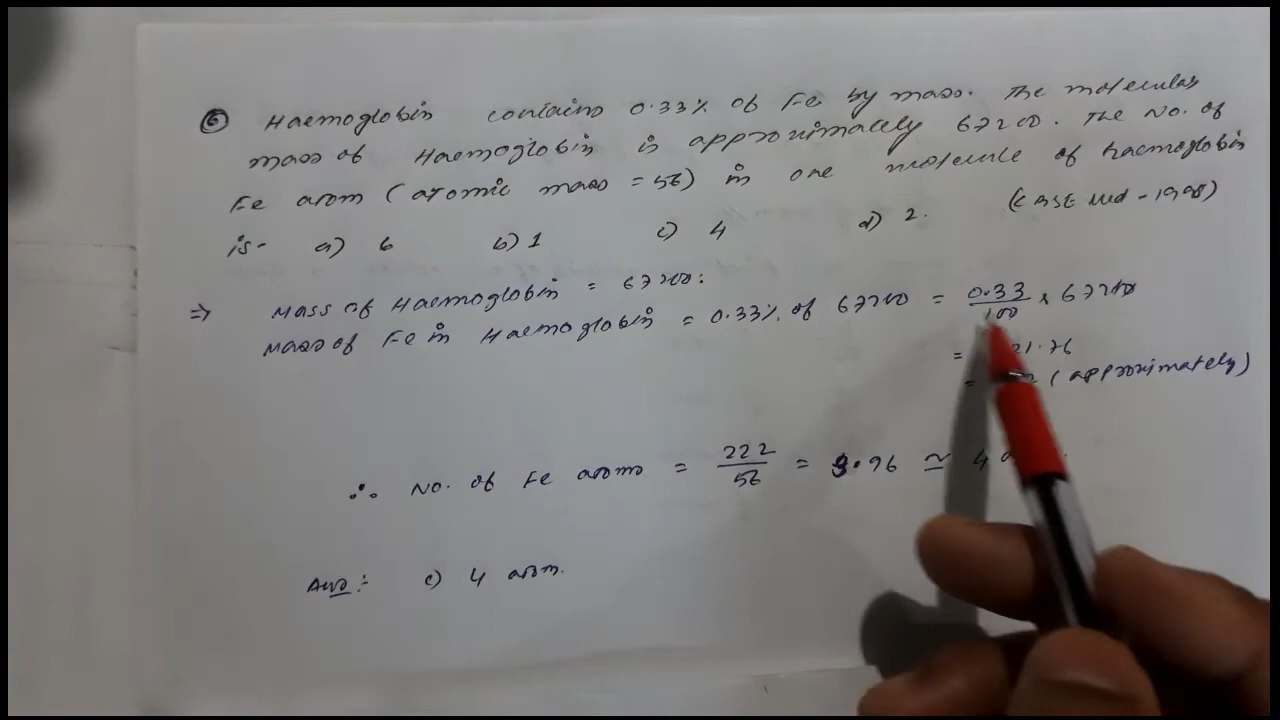 6 Haemoglobin contains 0.33% of Fe by mass. The molecular
mass of Haemoglobin is approximately 67200. The No. of
Fe atom (atomic mass = 56) in one molecule of haemoglobin
is- a) 6 b) 1 c) 4 d) 2. (CBSE Med - 1998)
⇒ Mass of Haemoglobin = 67200.
Mass of Fe in Haemoglobin = 0.33% of 67200 = 0.33/100 × 67200
= 21.76
= (approximately)
∴ No. of Fe atoms = 222/56 = 3.96 ≃ 4
Ans:- c) 4 atom.